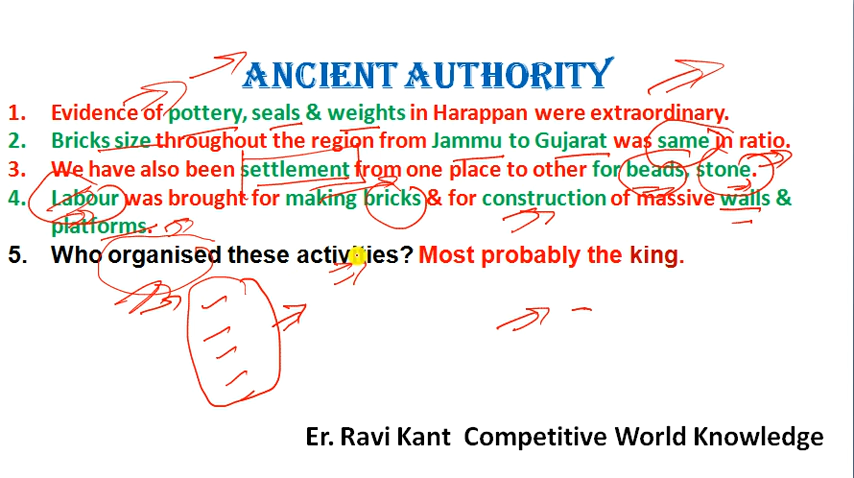 ANCIENT AUTHORITY
1. Evidence of pottery, seals & weights in Harappan were extraordinary.
2. Bricks size throughout the region from Jammu to Gujarat was same in ratio.
3. We have also been settlement from one place to other for beads, stone.
4. Labour was brought for making bricks & for construction of massive walls &
platforms.
5. Who organised these activities? Most probably the king.
Er. Ravi Kant Competitive World Knowledge